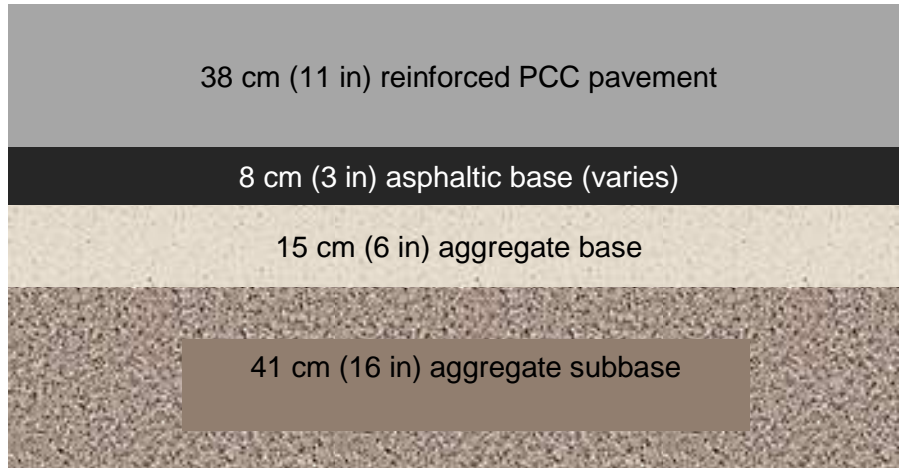 38 cm (11 in) reinforced PCC pavement
8 cm (3 in) asphaltic base (varies)
15 cm (6 in) aggregate base
41 cm (16 in) aggregate subbase